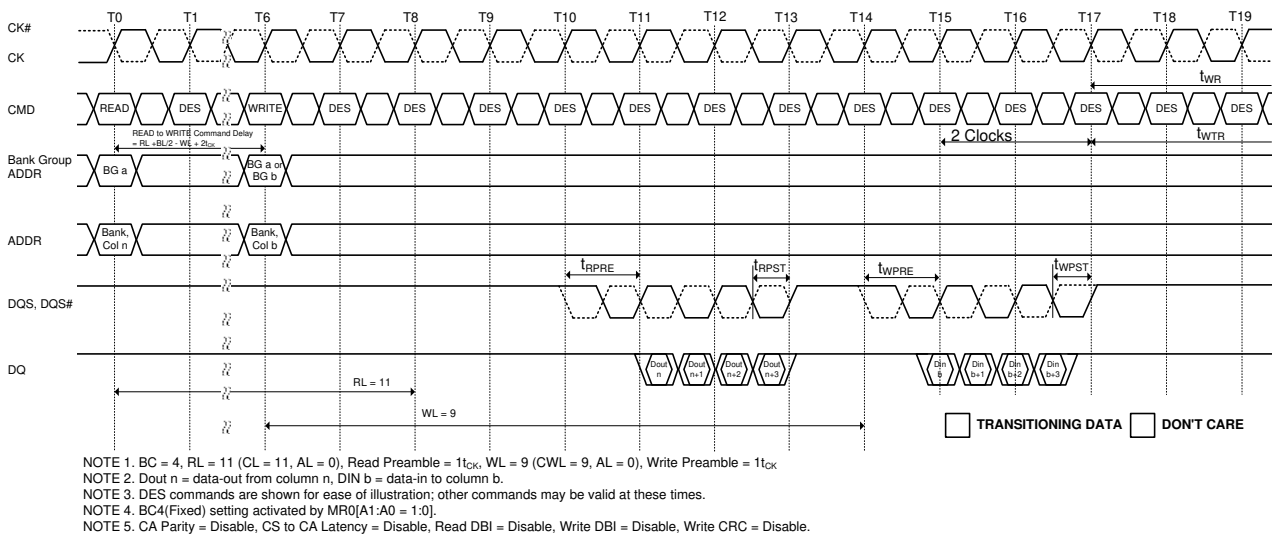 T0 T1 T6 T7 T8 T9 T10 T11 T12 T13 T14 T15 T16 T17 T18 T19
CK#
CK
tWR
CMD READ DES WRITE DES DES DES DES DES DES DES DES DES DES DES DES DES
READ to WRITE Command Delay
= RL +BL/2 - WL + 2tCK
2 Clocks
tWTR
Bank Group
ADDR
BG a
BG a or
BG b
ADDR
Bank,
Col n
Bank,
Col b
tRPRE tRPST tWPRE tWPST
DQS, DQS#
DQ
Dout
n
Dout
n+1
Dout
n+2
Dout
n+3
Din
b
Din
b+1
Din
b+2
Din
b+3
RL = 11
WL = 9
TRANSITIONING DATA DON'T CARE
NOTE 1. BC = 4, RL = 11 (CL = 11, AL = 0), Read Preamble = 1tCK, WL = 9 (CWL = 9, AL = 0), Write Preamble = 1tCK
NOTE 2. Dout n = data-out from column n, DIN b = data-in to column b.
NOTE 3. DES commands are shown for ease of illustration; other commands may be valid at these times.
NOTE 4. BC4(Fixed) setting activated by MR0[A1:A0 = 1:0].
NOTE 5. CA Parity = Disable, CS to CA Latency = Disable, Read DBI = Disable, Write DBI = Disable, Write CRC = Disable.